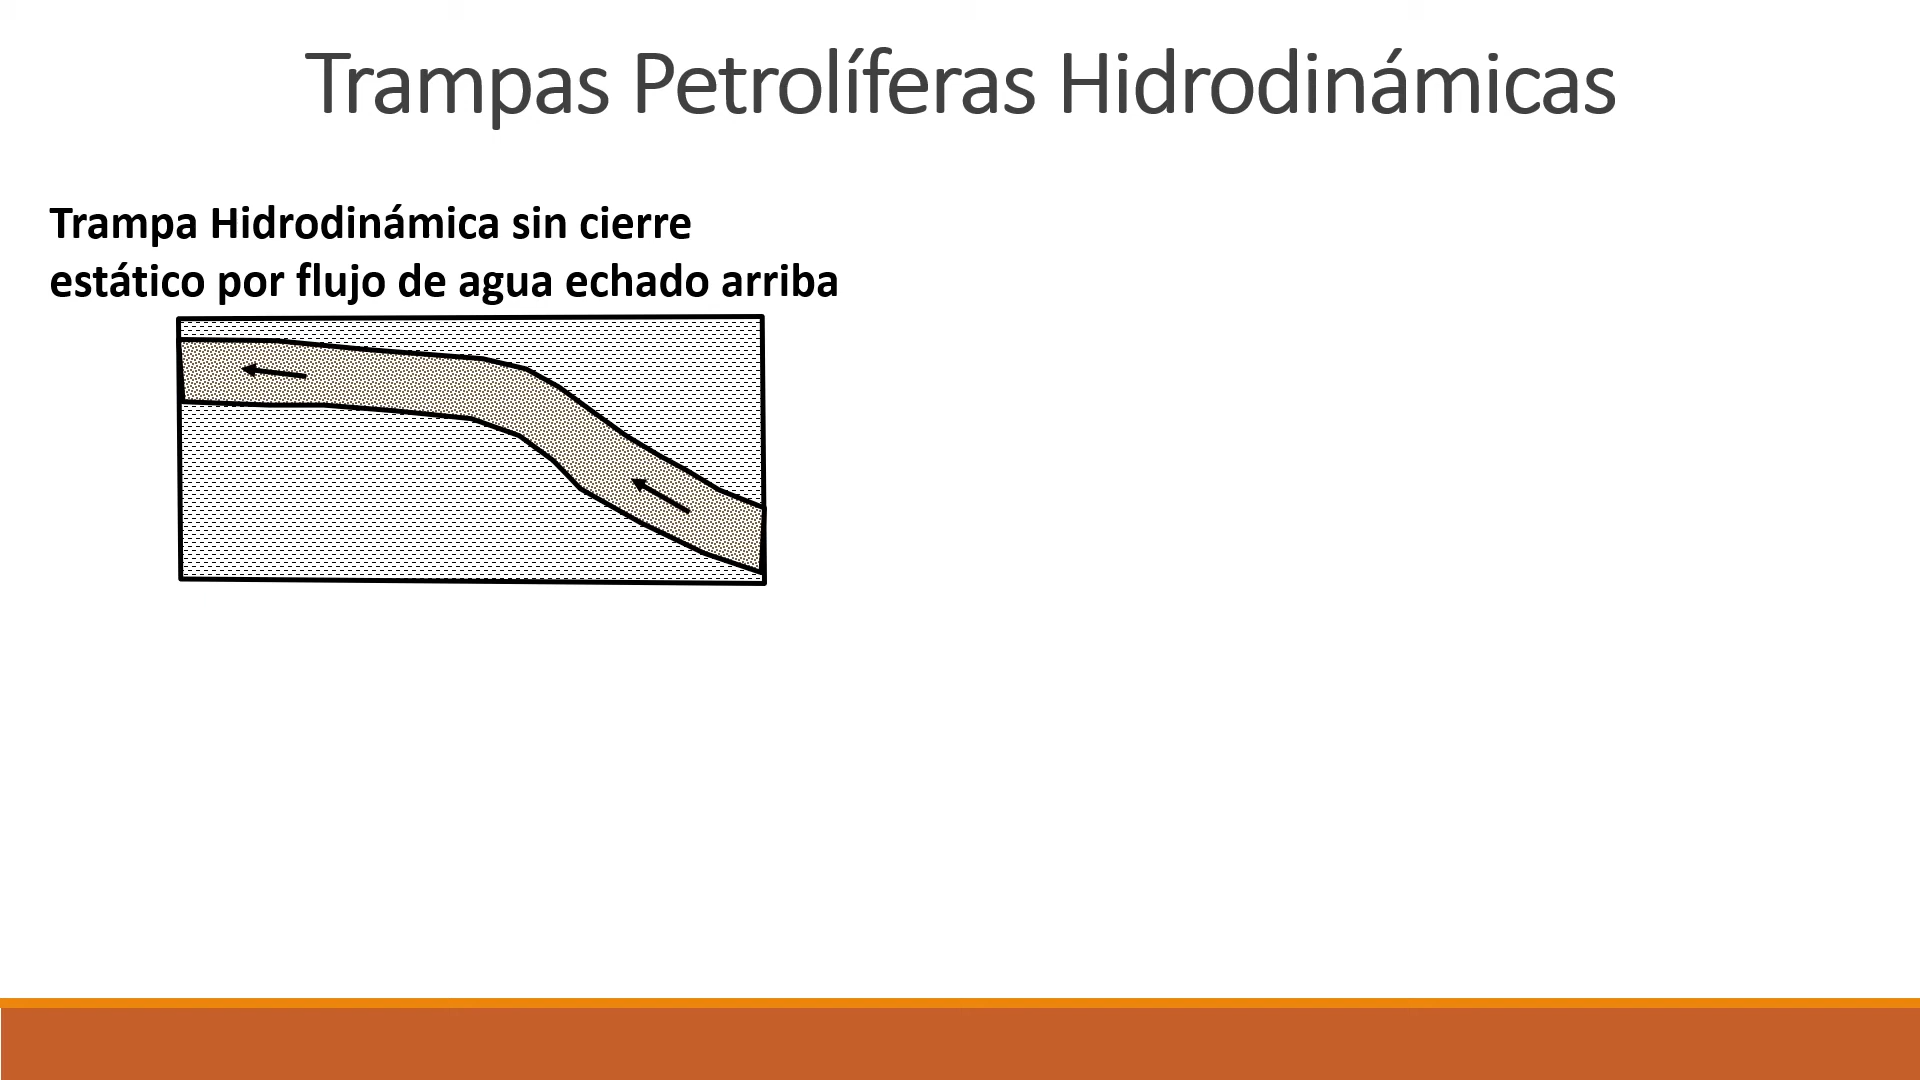 Trampas Petrolíferas Hidrodinámicas
Trampa Hidrodinámica sin cierre
estático por flujo de agua echado arriba